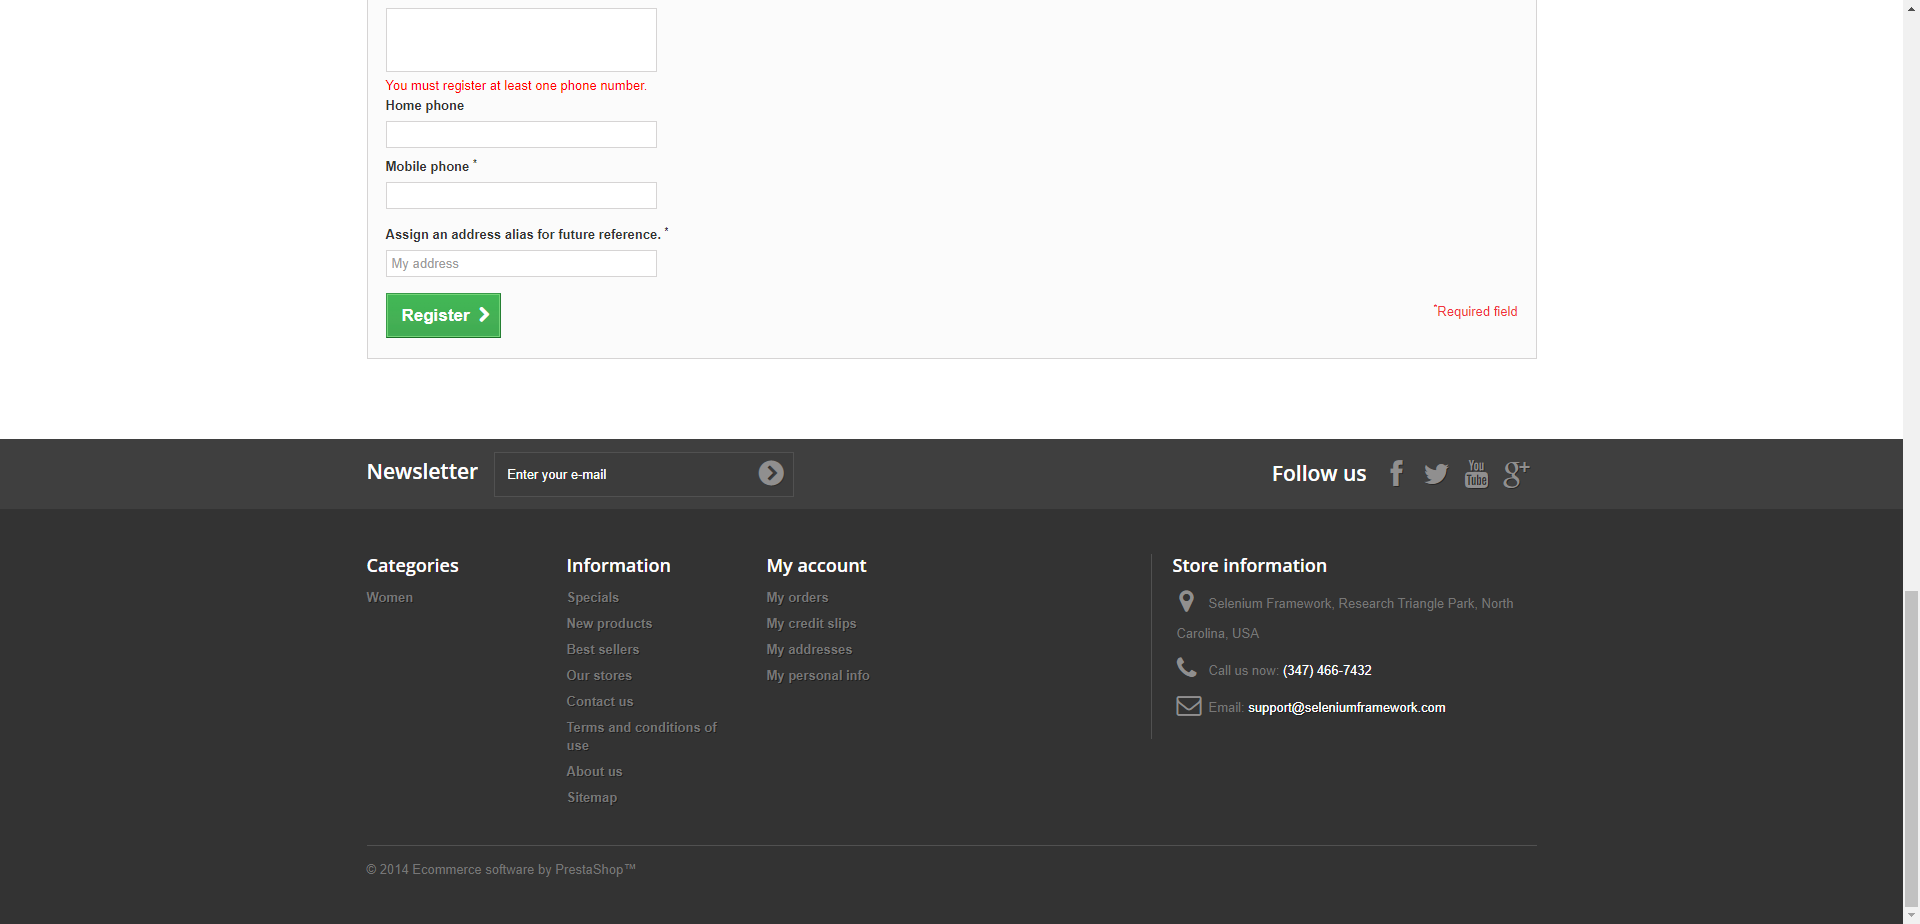 You must register at least one phone number.
Home phone
Mobile phone *
Assign an address alias for future reference. *
My address
Register
*Required field
Newsletter
Enter your e-mail
Follow us
You
Tube
g+
Categories
Women
Information
Specials
New products
Best sellers
Our stores
Contact us
Terms and conditions of
use
About us
Sitemap
My account
My orders
My credit slips
My addresses
My personal info
Store information
Selenium Framework, Research Triangle Park, North
Carolina, USA
Call us now: (347) 466-7432
Email: support@seleniumframework.com
© 2014 Ecommerce software by PrestaShop™